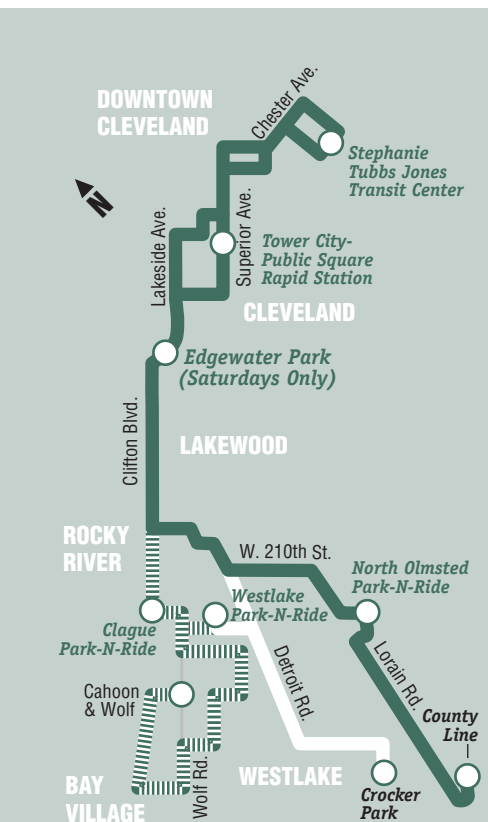 DOWNTOWN
CLEVELAND
Chester Ave.
Stephanie
Tubbs Jones
Transit Center
N
Lakeside Ave.
Superior Ave.
Tower City-
Public Square
Rapid Station
CLEVELAND
Edgewater Park
(Saturdays Only)
Clifton Blvd.
LAKEWOOD
ROCKY
RIVER
W. 210th St.
North Olmsted
Park-N-Ride
Westlake
Park-N-Ride
Clague
Park-N-Ride
Detroit Rd.
Lorain Rd.
Cahoon
& Wolf
County
Line
Wolf Rd.
WESTLAKE
BAY
VILLAGE
Crocker
Park